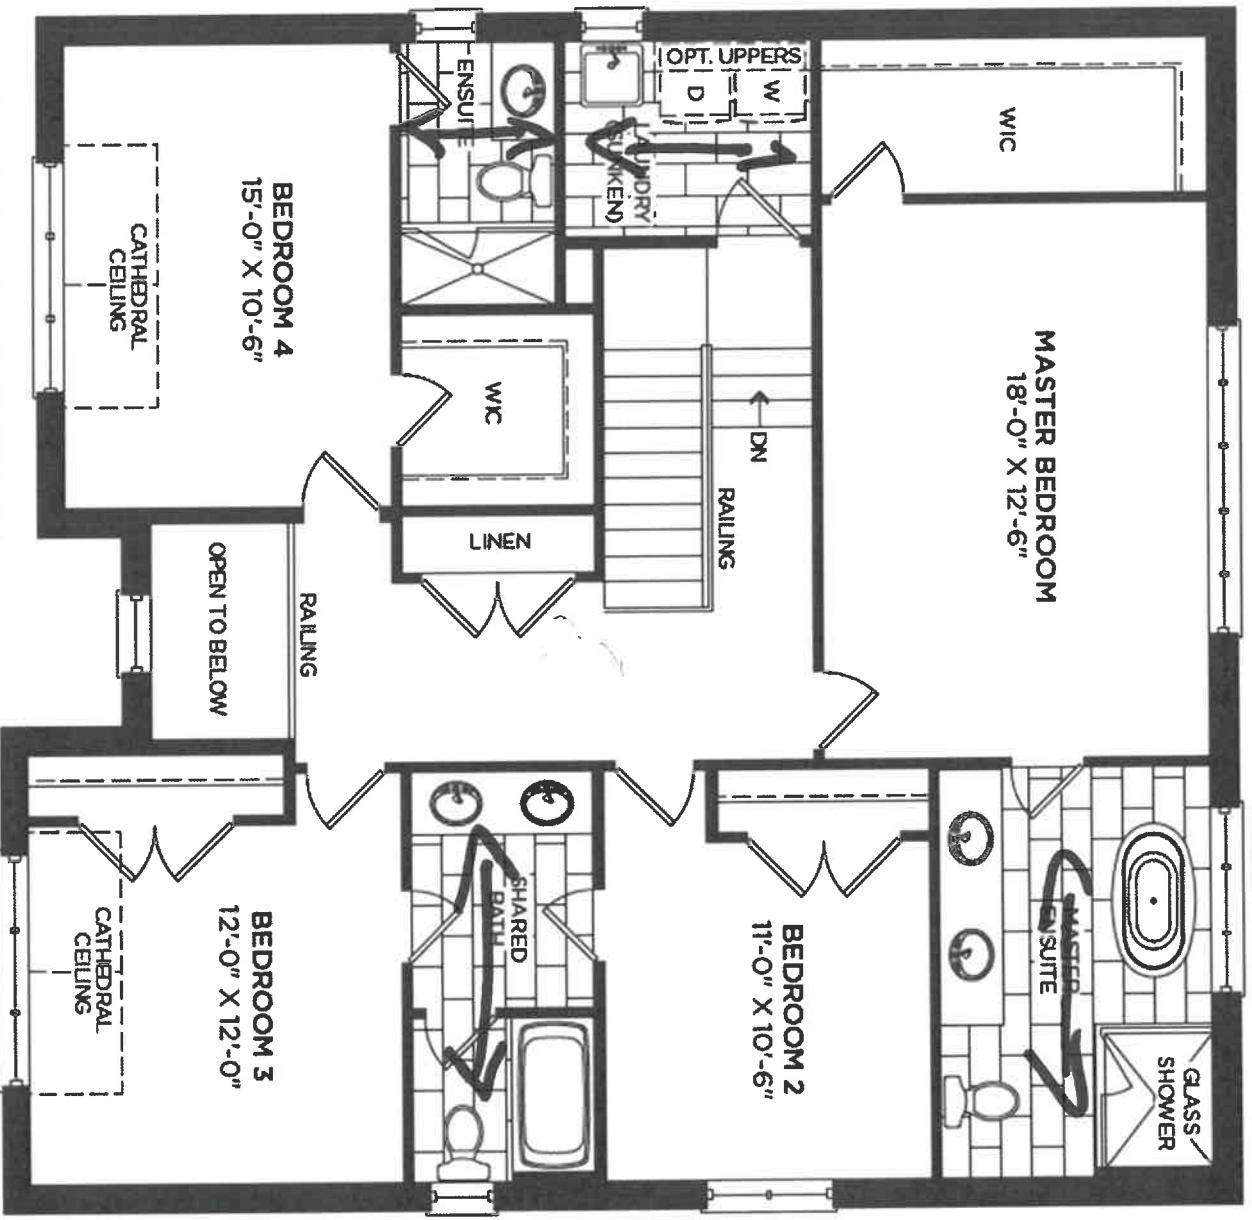 ENSUITE
OPT. UPPERS
D
W
LAUNDRY
(SUNKEN)
WIC
BEDROOM 4
15'-0" X 10'-6"
CATHEDRAL
CEILING
WIC
DN
RAILING
MASTER BEDROOM
18'-0" X 12'-6"
LINEN
OPEN TO BELOW
RAILING
BEDROOM 3
12'-0" X 12'-0"
CATHEDRAL
CEILING
SHARED
BATH
BEDROOM 2
11'-0" X 10'-6"
MASTER
ENSUITE
GLASS
SHOWER